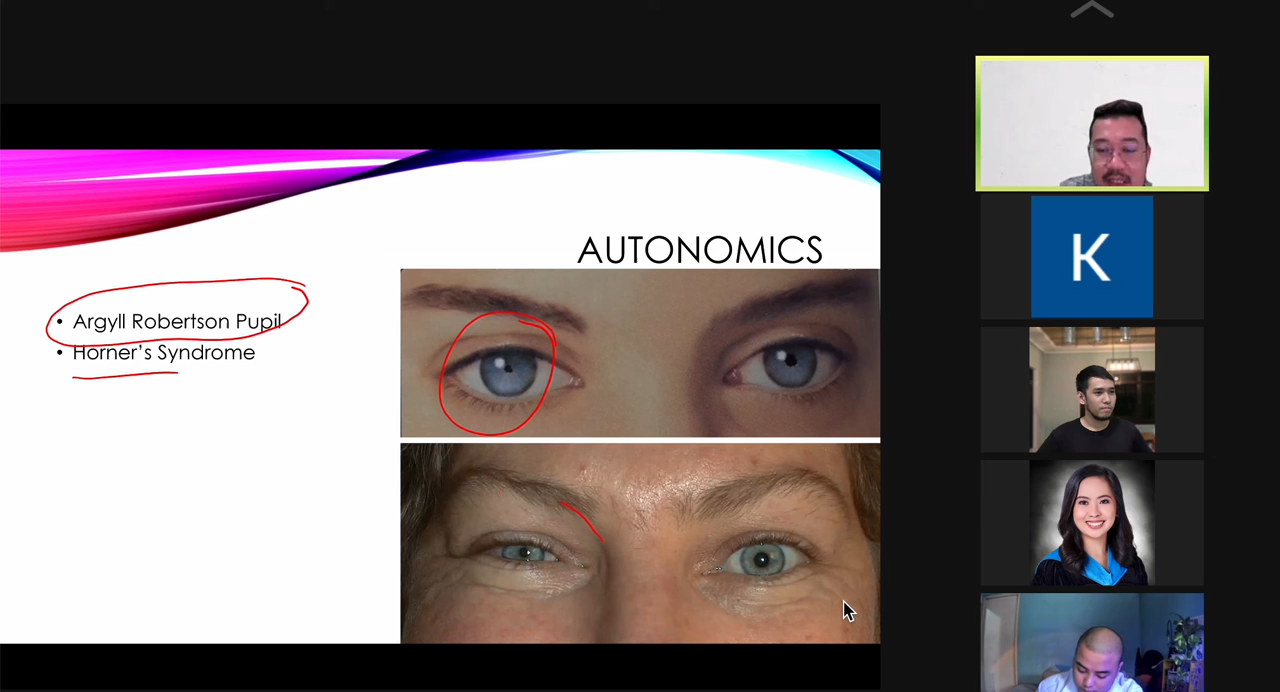 AUTONOMICS
• Argyll Robertson Pupil
• Horner's Syndrome
K